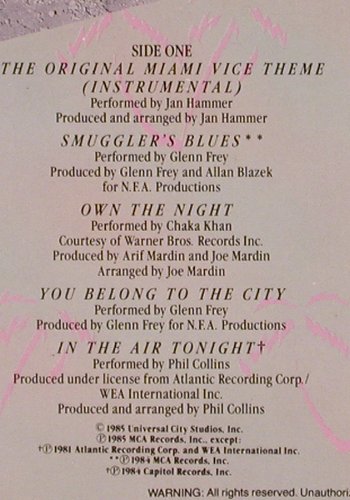 SIDE ONE
THE ORIGINAL MIAMI VICE THEME
(INSTRUMENTAL)
Performed by Jan Hammer
Produced and arranged by Jan Hammer
SMUGGLER'S BLUES**
Performed by Glenn Frey
Produced by Glenn Frey and Allan Blazek
for N.F.A. Productions
OWN THE NIGHT
Performed by Chaka Khan
Courtesy of Warner Bros. Records Inc.
Produced by Arif Mardin and Joe Mardin
Arranged by Joe Mardin
YOU BELONG TO THE CITY
Performed by Glenn Frey
Produced by Glenn Frey for N.F.A. Productions
IN THE AIR TONIGHT†
Performed by Phil Collins
Produced under license from Atlantic Recording Corp./
WEA International Inc.
Produced and arranged by Phil Collins
© 1985 Universal City Studios, Inc.
℗ 1985 MCA Records, Inc., except:
†℗ 1981 Atlantic Recording Corp. and WEA International Inc.
**℗ 1984 MCA Records, Inc.
†℗ 1984 Capitol Records, Inc.
WARNING: All rights reserved. Unauthori